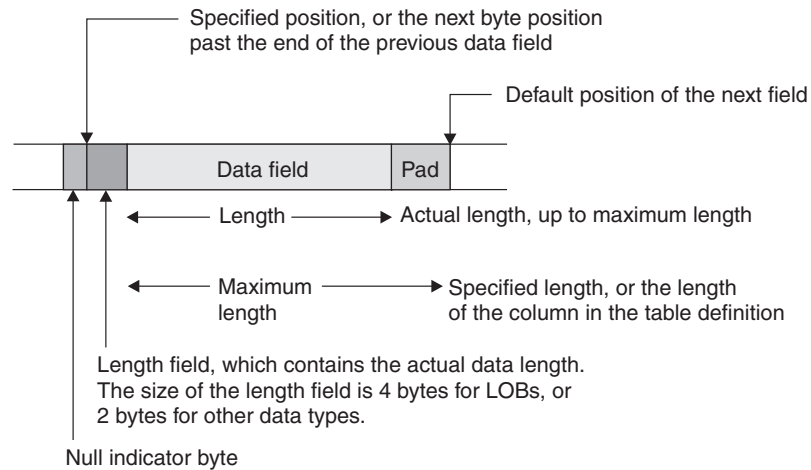 Specified position, or the next byte position
past the end of the previous data field
Default position of the next field
Data field
Pad
Length
Actual length, up to maximum length
Maximum
length
Specified length, or the length
of the column in the table definition
Length field, which contains the actual data length.
The size of the length field is 4 bytes for LOBs, or
2 bytes for other data types.
Null indicator byte